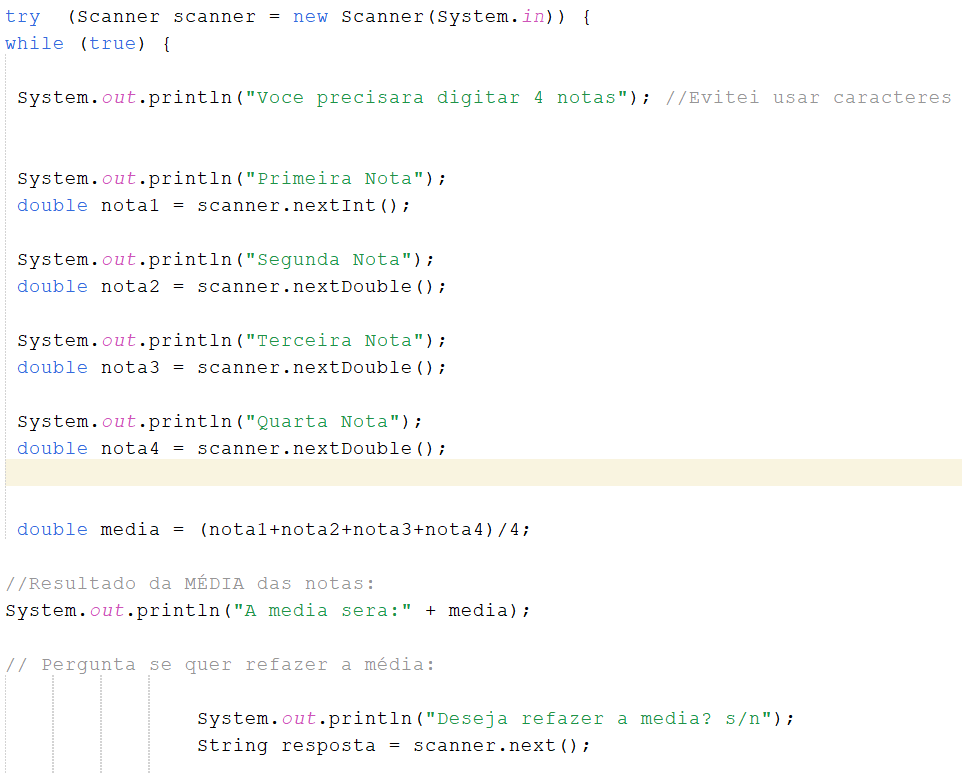 try  (Scanner scanner = new Scanner(System.in)) {
while (true) {
System.out.println("Voce precisara digitar 4 notas"); //Evitei usar caracteres
System.out.println("Primeira Nota");
double nota1 = scanner.nextInt();
System.out.println("Segunda Nota");
double nota2 = scanner.nextDouble();
System.out.println("Terceira Nota");
double nota3 = scanner.nextDouble();
System.out.println("Quarta Nota");
double nota4 = scanner.nextDouble();
double media = (nota1+nota2+nota3+nota4)/4;
//Resultado da MÉDIA das notas:
System.out.println("A media sera:" + media);
// Pergunta se quer refazer a média:
System.out.println("Deseja refazer a media? s/n");
String resposta = scanner.next();